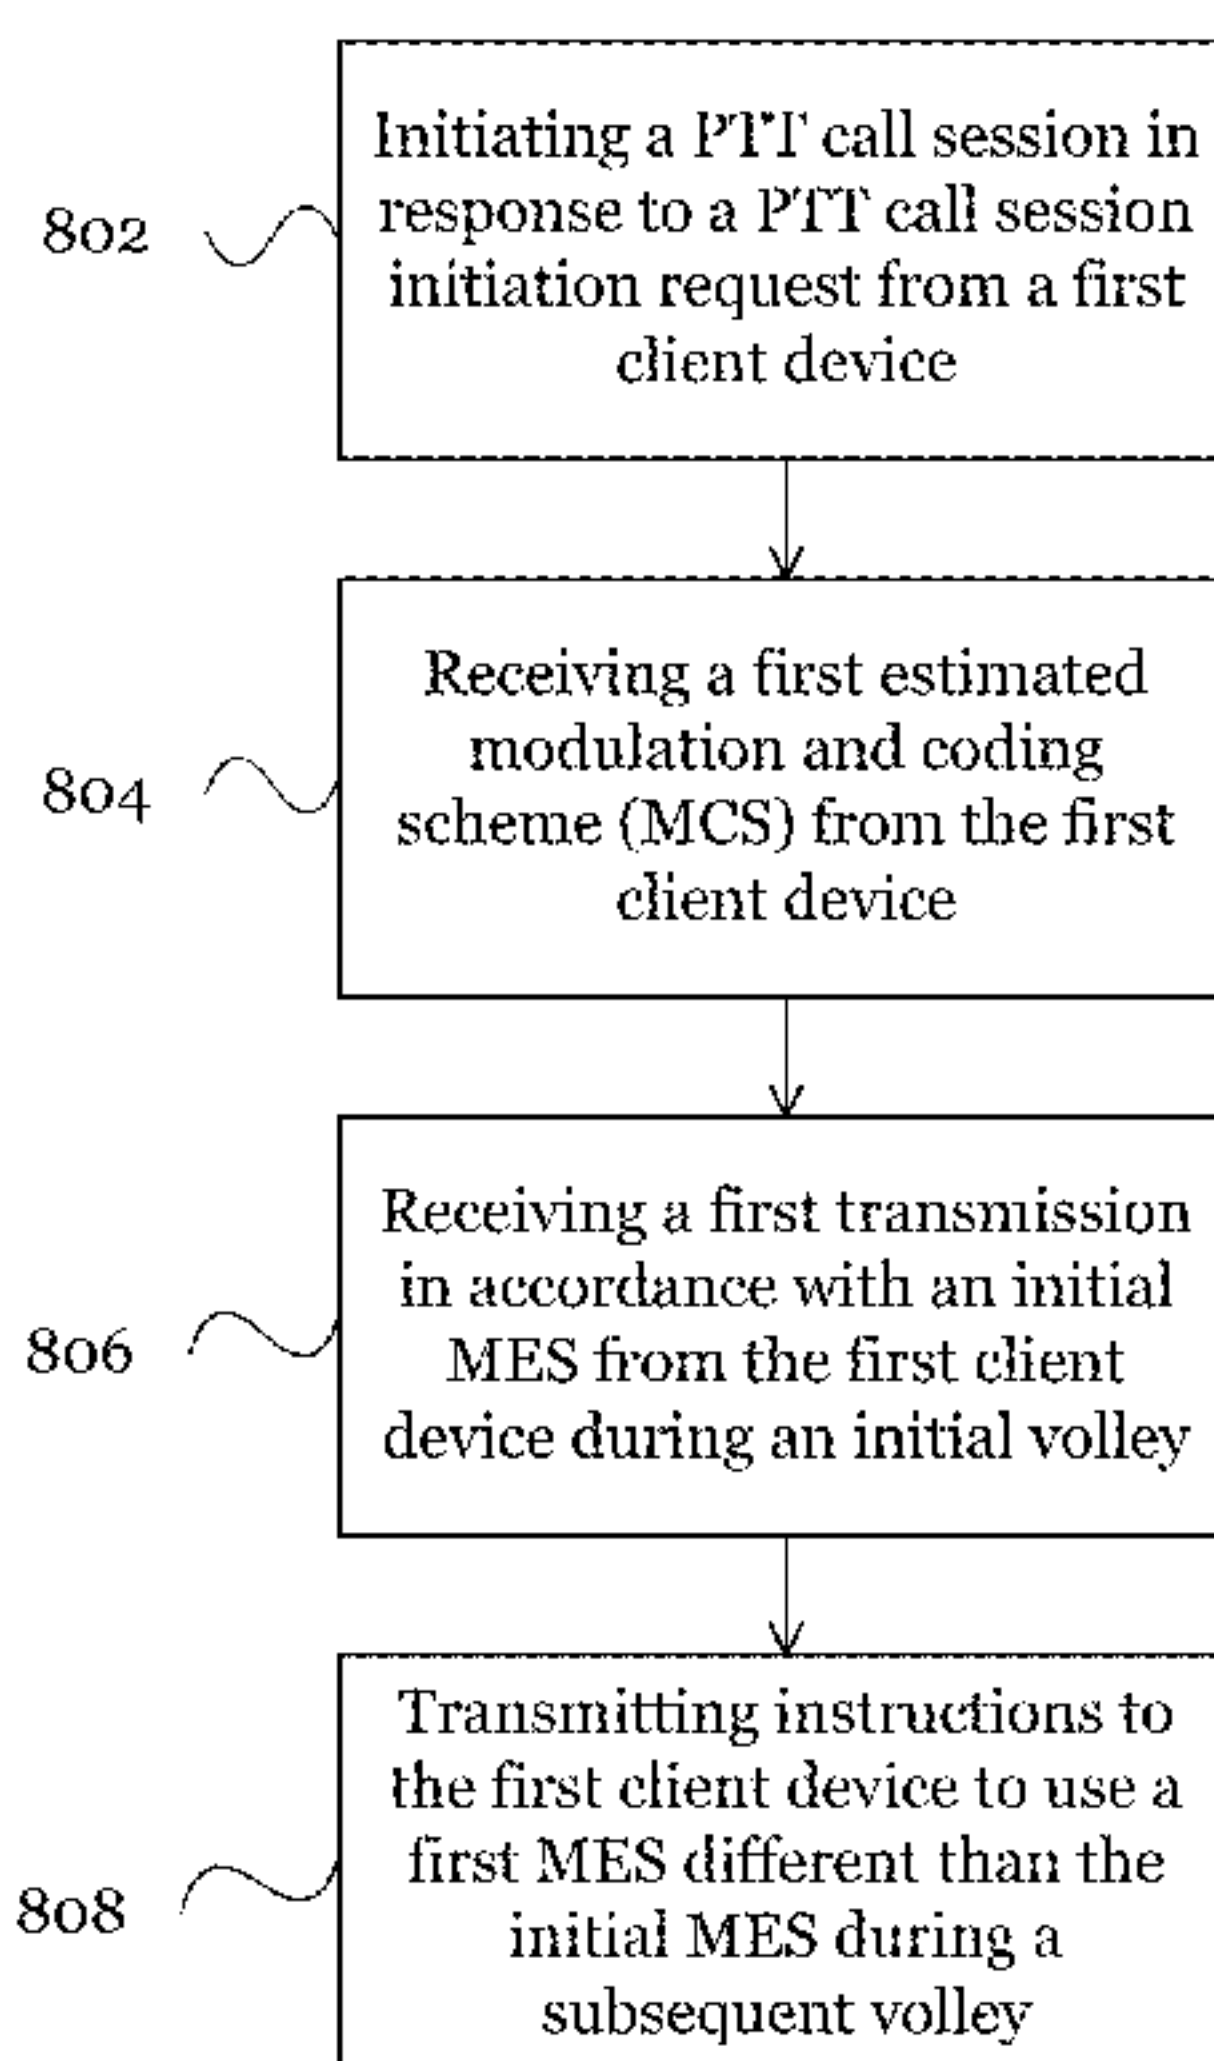 802
Initiating a PTT call session in
response to a PTT call session
initiation request from a first
client device
804
Receiving a first estimated
modulation and coding
scheme (MCS) from the first
client device
806
Receiving a first transmission
in accordance with an initial
MES from the first client
device during an initial volley
808
Transmitting instructions to
the first client device to use a
first MES different than the
initial MES during a
subsequent volley